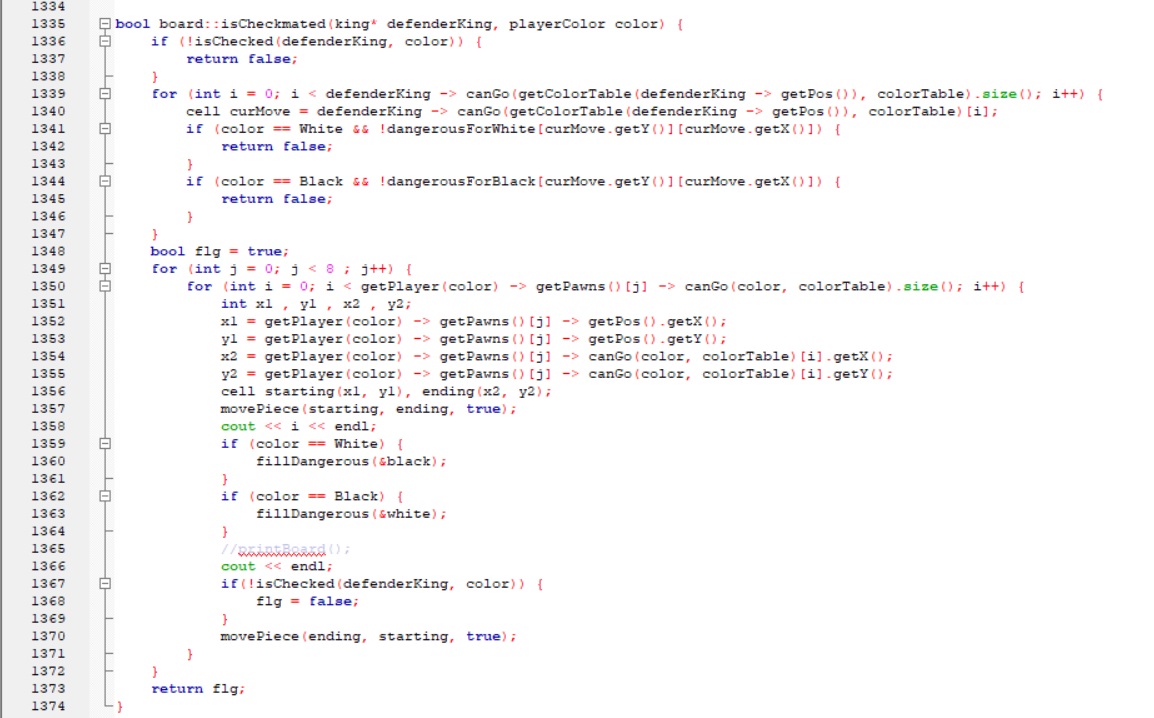 1334
1335 bool board::isCheckmated(king* defenderKing, playerColor color) {
1336 if (!isChecked(defenderKing, color)) {
1337 return false;
1338 }
1339 for (int i = 0; i < defenderKing -> canGo(getColorTable(defenderKing -> getPos()), colorTable).size(); i++) {
1340 cell curMove = defenderKing -> canGo(getColorTable(defenderKing -> getPos()), colorTable)[i];
1341 if (color == White && !dangerousForWhite[curMove.getY()][curMove.getX()]) {
1342 return false;
1343 }
1344 if (color == Black && !dangerousForBlack[curMove.getY()][curMove.getX()]) {
1345 return false;
1346 }
1347 }
1348 bool flg = true;
1349 for (int j = 0; j < 8 ; j++) {
1350 for (int i = 0; i < getPlayer(color) -> getPawns()[j] -> canGo(color, colorTable).size(); i++) {
1351 int x1 , y1 , x2 , y2;
1352 x1 = getPlayer(color) -> getPawns()[j] -> getPos().getX();
1353 y1 = getPlayer(color) -> getPawns()[j] -> getPos().getY();
1354 x2 = getPlayer(color) -> getPawns()[j] -> canGo(color, colorTable)[i].getX();
1355 y2 = getPlayer(color) -> getPawns()[j] -> canGo(color, colorTable)[i].getY();
1356 cell starting(x1, y1), ending(x2, y2);
1357 movePiece(starting, ending, true);
1358 cout << i << endl;
1359 if (color == White) {
1360 fillDangerous(&black);
1361 }
1362 if (color == Black) {
1363 fillDangerous(&white);
1364 }
1365 //printBoard();
1366 cout << endl;
1367 if(!isChecked(defenderKing, color)) {
1368 flg = false;
1369 }
1370 movePiece(ending, starting, true);
1371 }
1372 }
1373 return flg;
1374 }